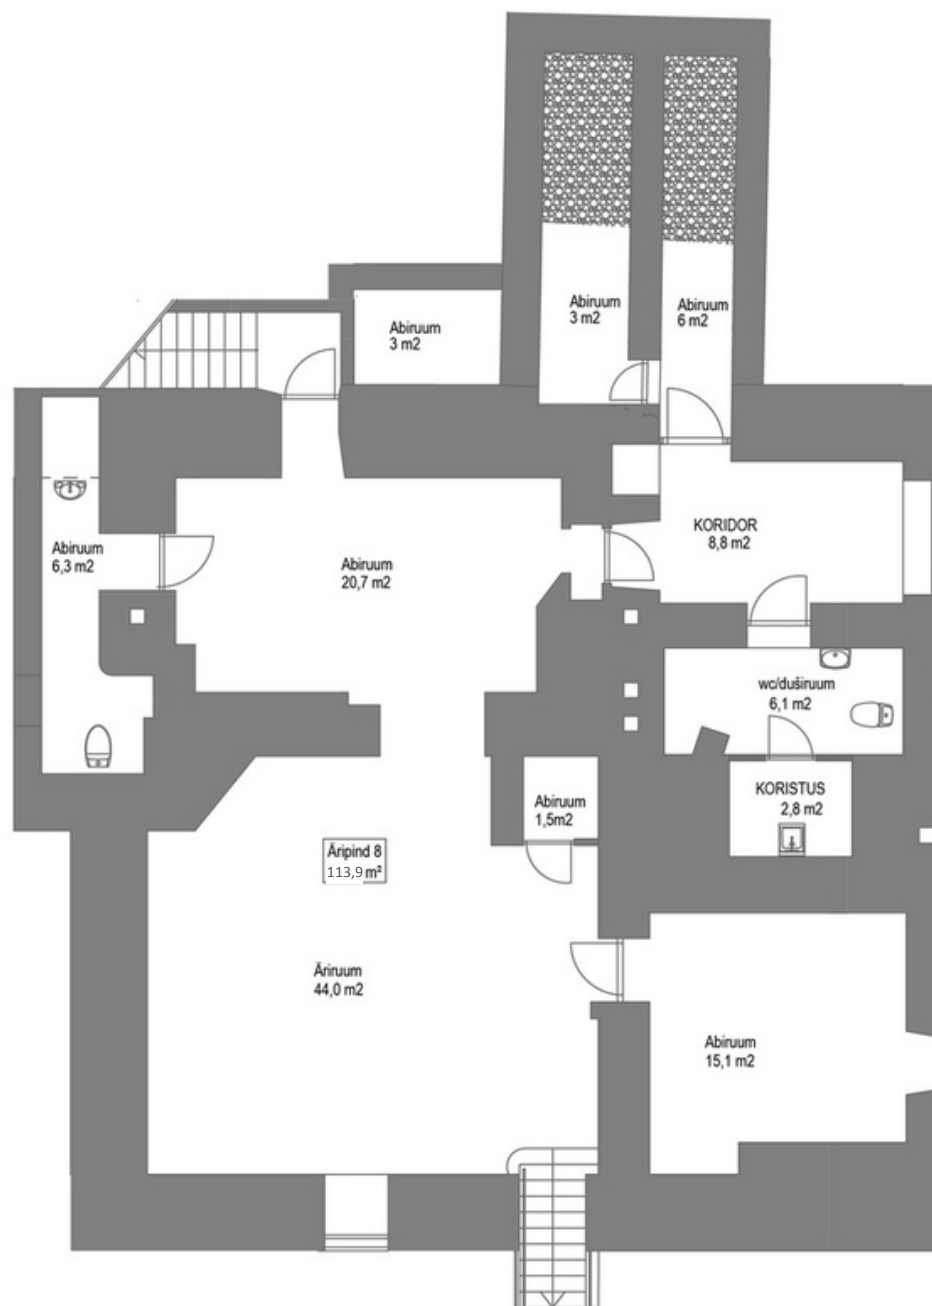 Abiruum
3 m2
Abiruum
6 m2
Abiruum
3 m2
KORIDOR
8,8 m2
Abiruum
6,3 m2
Abiruum
20,7 m2
wc/duširuum
6,1 m2
KORISTUS
2,8 m2
Abiruum
1,5m2
Äripind 8
113,9 m²
Äriruum
44,0 m2
Abiruum
15,1 m2